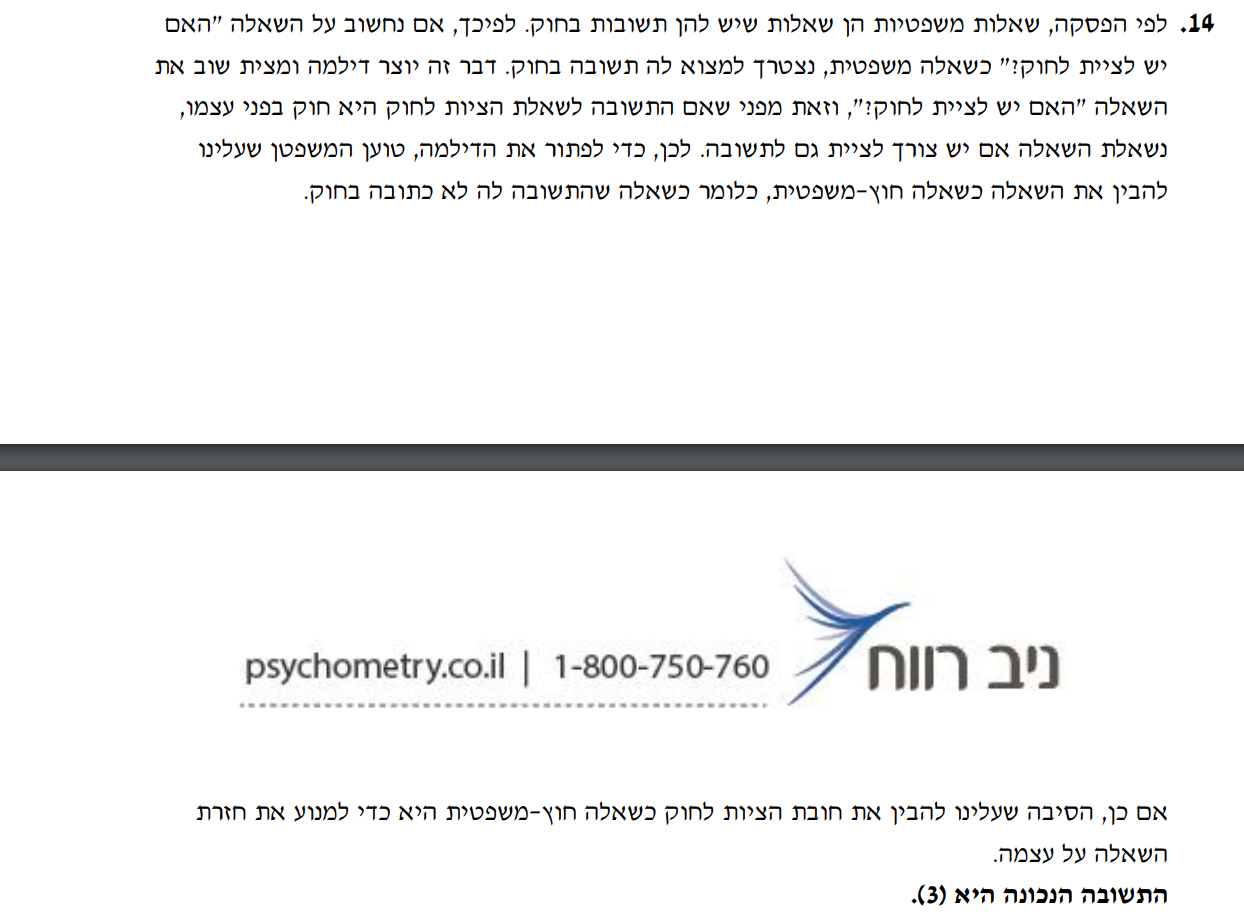 14. לפי הפסקה, שאלות משפטיות הן שאלות שיש להן תשובות בחוק. לפיכך, אם נחשוב על השאלה "האם
יש לציית לחוק?" כשאלה משפטית, נצטרך למצוא לה תשובה בחוק. דבר זה יוצר דילמה ומצית שוב את
השאלה "האם יש לציית לחוק?", וזאת מפני שאם התשובה לשאלת הציות לחוק היא חוק בפני עצמו,
נשאלת השאלה אם יש צורך לציית גם לתשובה. לכן, כדי לפתור את הדילמה, טוען המשפטן שעלינו
להבין את השאלה כשאלה חוץ-משפטית, כלומר כשאלה שהתשובה לה לא כתובה בחוק.
ניב רווח
psychometry.co.il | 1-800-750-760
אם כן, הסיבה שעלינו להבין את חובת הציות לחוק כשאלה חוץ-משפטית היא כדי למנוע את חזרת
השאלה על עצמה.
התשובה הנכונה היא (3).